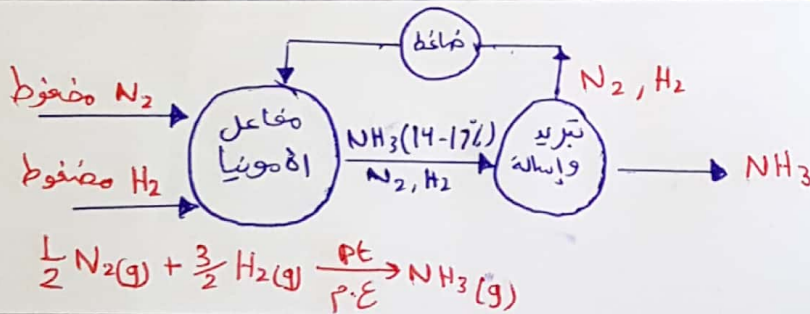 ضاغط
N₂, H₂
N₂ مضغوط
مفاعل
الأمونيا
NH₃(14-17%)
N₂, H₂
تبريد
وإسالة
NH₃
H₂ مضغوط
1/2 N₂(g) + 3/2 H₂(g) pt→ NH₃(g)
ع.م